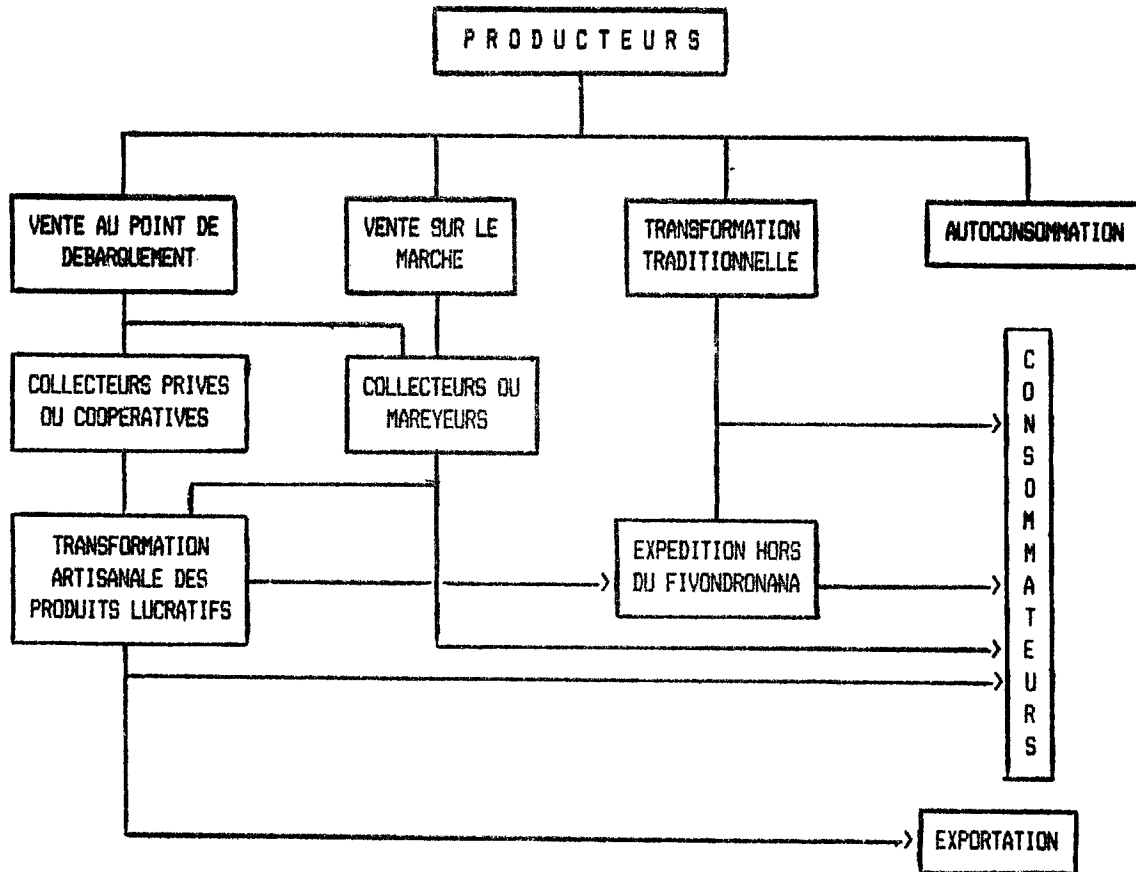 PRODUCTEURS
VENTE AU POINT DE
DEBARQUEMENT
VENTE SUR LE
MARCHE
TRANSFORMATION
TRADITIONNELLE
AUTOCONSOMMATION
COLLECTEURS PRIVES
OU COOPERATIVES
COLLECTEURS OU
MAREYEURS
CONSOMMATEURS
TRANSFORMATION
ARTISANALE DES
PRODUITS LUCRATIFS
EXPEDITION HORS
DU FIVONDRONANA
EXPORTATION